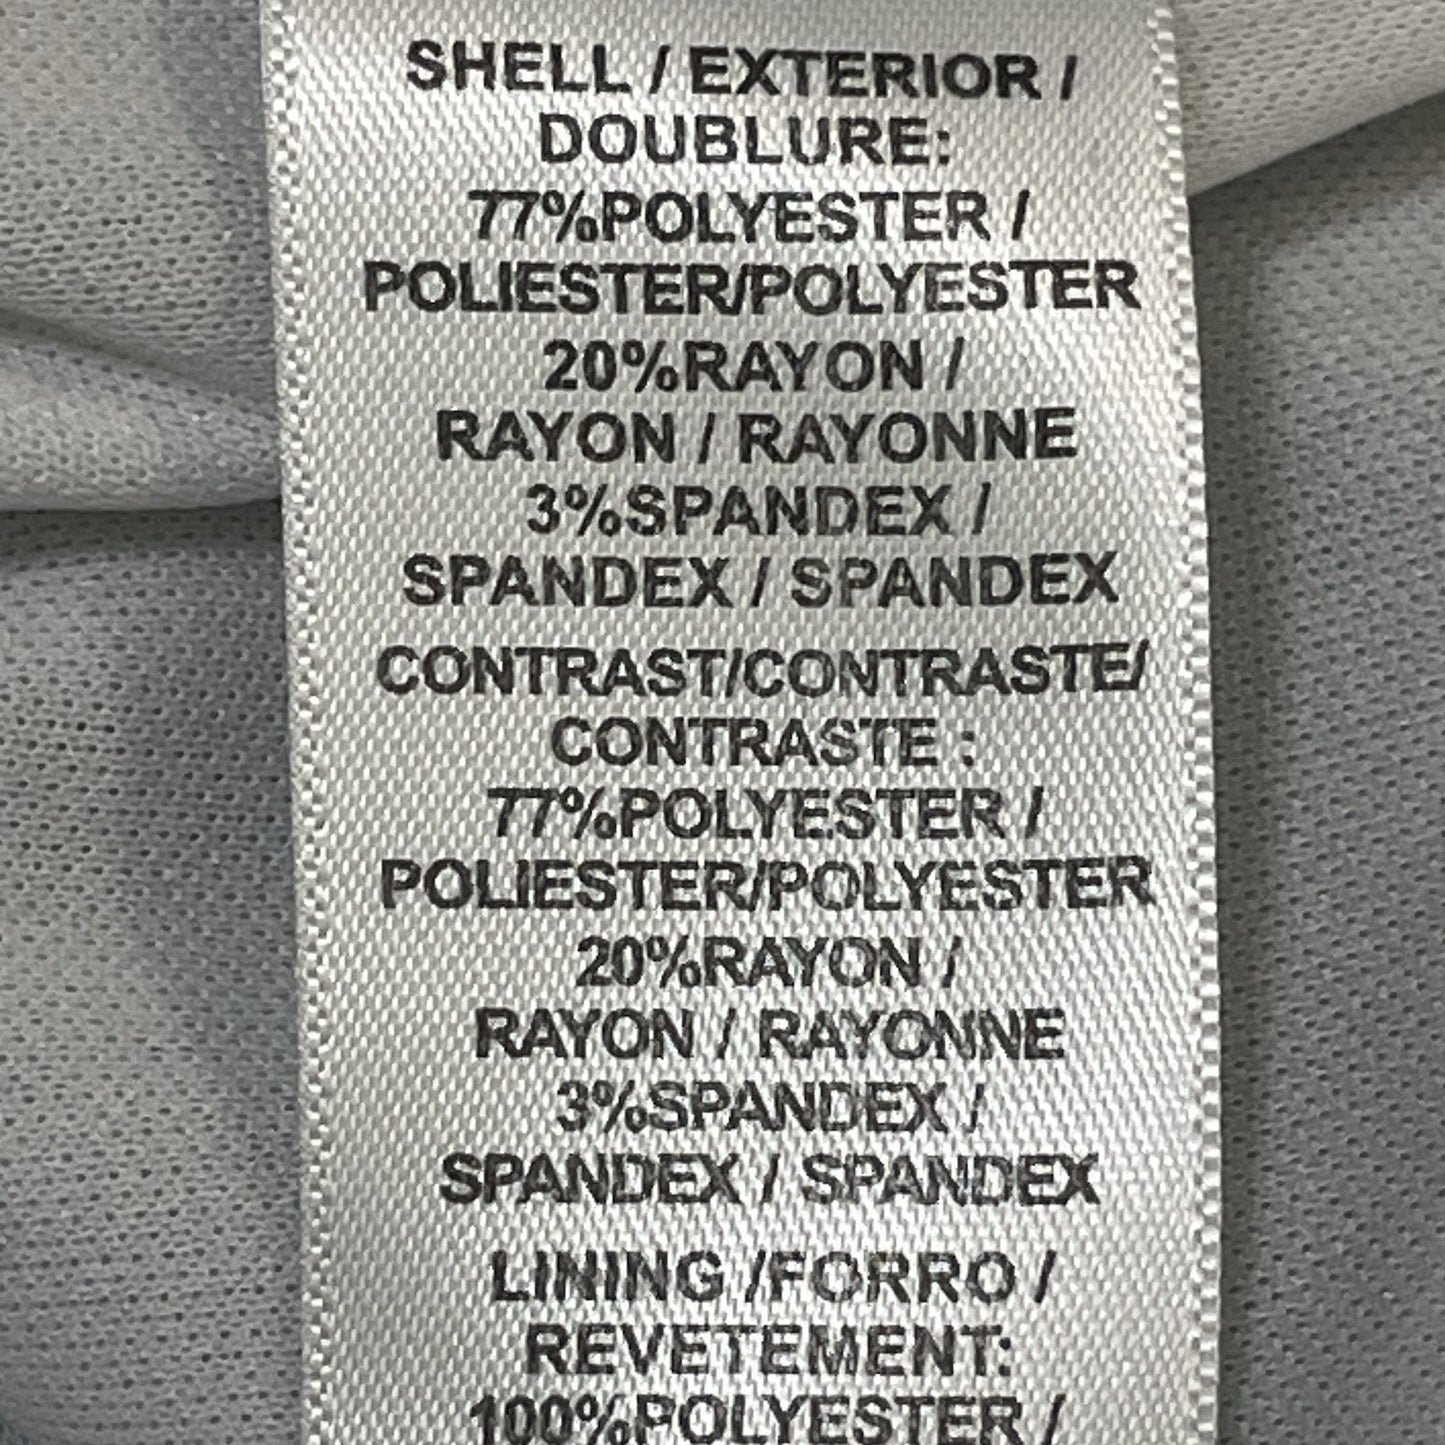 SHELL / EXTERIOR /
DOUBLURE:
77%POLYESTER /
POLIESTER/POLYESTER
20%RAYON /
RAYON / RAYONNE
3%SPANDEX /
SPANDEX / SPANDEX
CONTRAST/CONTRASTE/
CONTRASTE :
77%POLYESTER /
POLIESTER/POLYESTER
20%RAYON /
RAYON / RAYONNE
3%SPANDEX /
SPANDEX / SPANDEX
LINING /FORRO /
REVETEMENT:
100%POLYESTER /